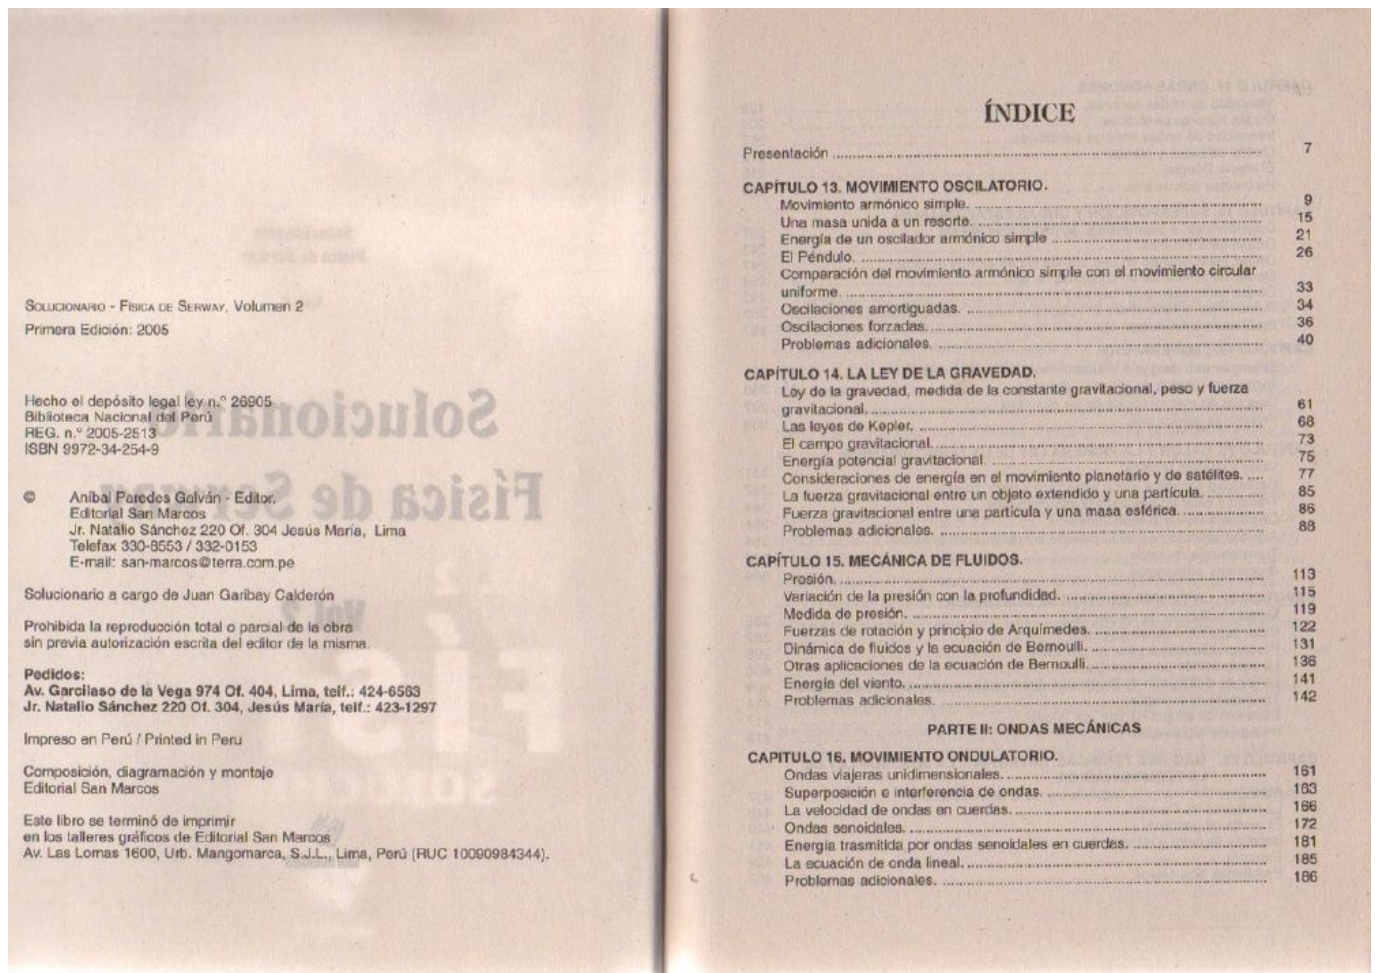 SOLUCIONARIO - FÍSICA DE SERWAY, Volumen 2
Primera Edición: 2005
Hecho el depósito legal ley n.º 26905
Biblioteca Nacional del Perú
REG. n.º 2005-2513
ISBN 9972-34-254-9
© Aníbal Paredes Galván - Editor.
Editorial San Marcos
Jr. Natalio Sánchez 220 Of. 304 Jesús María, Lima
Telefax 330-8553 / 332-0153
E-mail: san-marcos@terra.com.pe
Solucionario a cargo de Juan Garibay Calderón
Prohibida la reproducción total o parcial de la obra
sin previa autorización escrita del editor de la misma.
Pedidos:
Av. Garcilaso de la Vega 974 Of. 404, Lima, telf.: 424-6563
Jr. Natalio Sánchez 220 Of. 304, Jesús María, telf.: 423-1297
Impreso en Perú / Printed in Peru
Composición, diagramación y montaje
Editorial San Marcos
Este libro se terminó de imprimir
en los talleres gráficos de Editorial San Marcos
Av. Las Lomas 1600, Urb. Mangomarca, S.J.L., Lima, Perú (RUC 10090984344).
ÍNDICE
Presentación 7
CAPÍTULO 13. MOVIMIENTO OSCILATORIO.
Movimiento armónico simple. 9
Una masa unida a un resorte. 15
Energía de un oscilador armónico simple 21
El Péndulo. 26
Comparación del movimiento armónico simple con el movimiento circular
uniforme. 33
Oscilaciones amortiguadas. 34
Oscilaciones forzadas. 36
Problemas adicionales. 40
CAPÍTULO 14. LA LEY DE LA GRAVEDAD.
Ley de la gravedad, medida de la constante gravitacional, peso y fuerza
gravitacional. 61
Las leyes de Kepler. 68
El campo gravitacional. 73
Energía potencial gravitacional. 75
Consideraciones de energía en el movimiento planetario y de satélites. 77
La fuerza gravitacional entre un objeto extendido y una partícula. 85
Fuerza gravitacional entre una partícula y una masa esférica. 86
Problemas adicionales. 88
CAPÍTULO 15. MECÁNICA DE FLUIDOS.
Presión. 113
Variación de la presión con la profundidad. 115
Medida de presión. 119
Fuerzas de rotación y principio de Arquímedes. 122
Dinámica de fluidos y la ecuación de Bernoulli. 131
Otras aplicaciones de la ecuación de Bernoulli. 136
Energía del viento. 141
Problemas adicionales. 142
PARTE II: ONDAS MECÁNICAS
CAPITULO 16. MOVIMIENTO ONDULATORIO.
Ondas viajeras unidimensionales. 161
Superposición e interferencia de ondas. 163
La velocidad de ondas en cuerdas. 166
Ondas senoidales. 172
Energía trasmitida por ondas senoidales en cuerdas. 181
La ecuación de onda lineal. 185
Problemas adicionales. 186